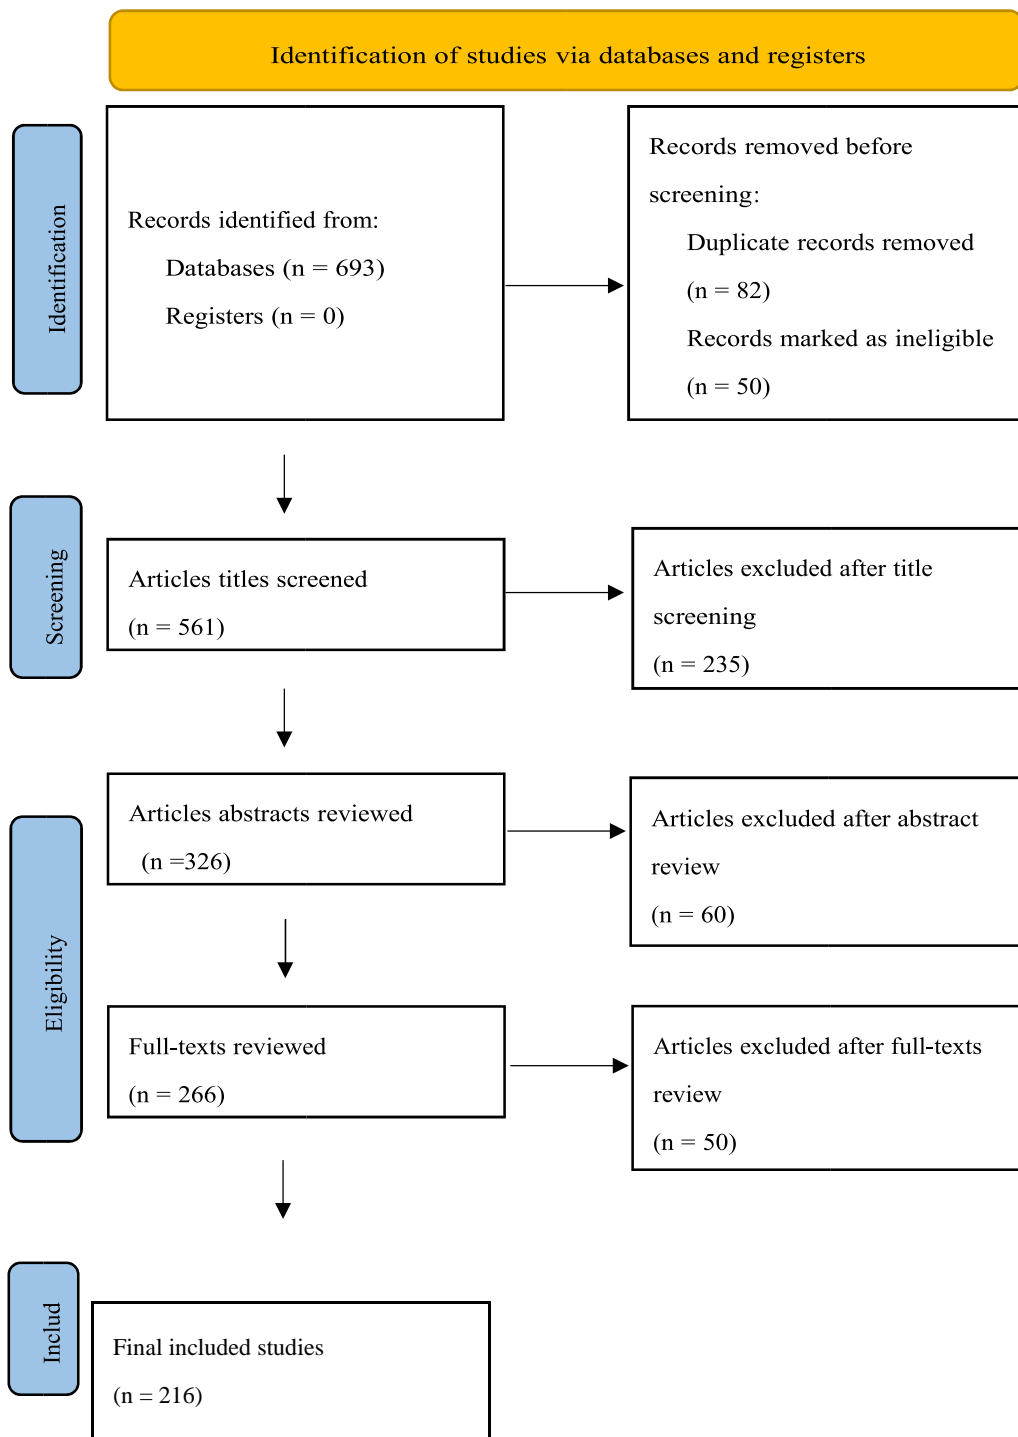 Identification of studies via databases and registers
Identification
Records identified from:
Databases (n = 693)
Registers (n = 0)
Records removed before
screening:
Duplicate records removed
(n = 82)
Records marked as ineligible
(n = 50)
Screening
Articles titles screened
(n = 561)
Articles excluded after title
screening
(n = 235)
Eligibility
Articles abstracts reviewed
(n =326)
Articles excluded after abstract
review
(n = 60)
Full-texts reviewed
(n = 266)
Articles excluded after full-texts
review
(n = 50)
Includ
Final included studies
(n = 216)